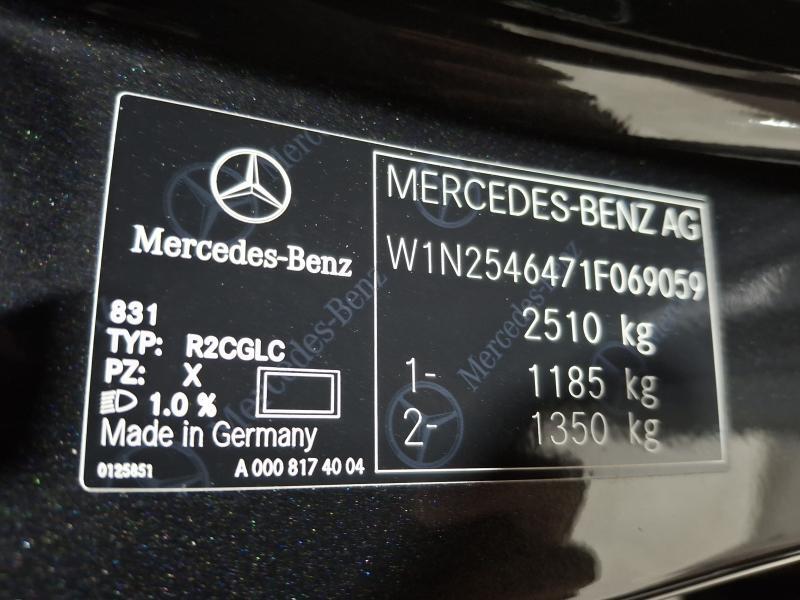 Mercedes-Benz
831
TYP: R2CGLC
PZ: X
1.0 %
Made in Germany
0125851 A 000 817 40 04
MERCEDES-BENZ AG
W1N2546471F069059
2510 kg
1- 1185 kg
2- 1350 kg